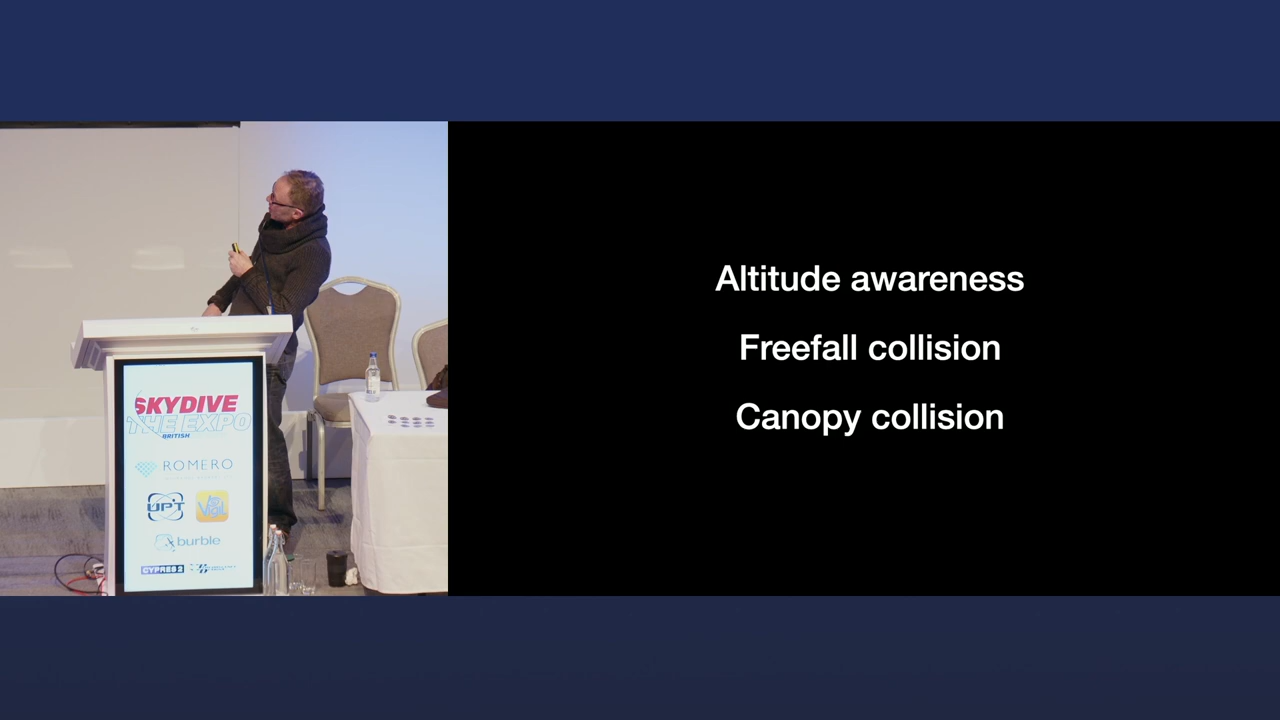 SKYDIVE
THE EXPO
BRITISH
ROMERO
UPT
burble
CYPRES 2
Altitude awareness
Freefall collision
Canopy collision